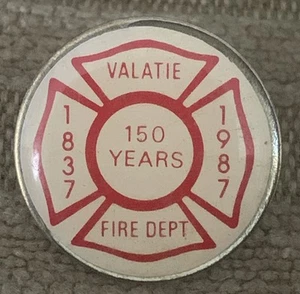 VALATIE
1837
150
YEARS
1987
FIRE DEPT